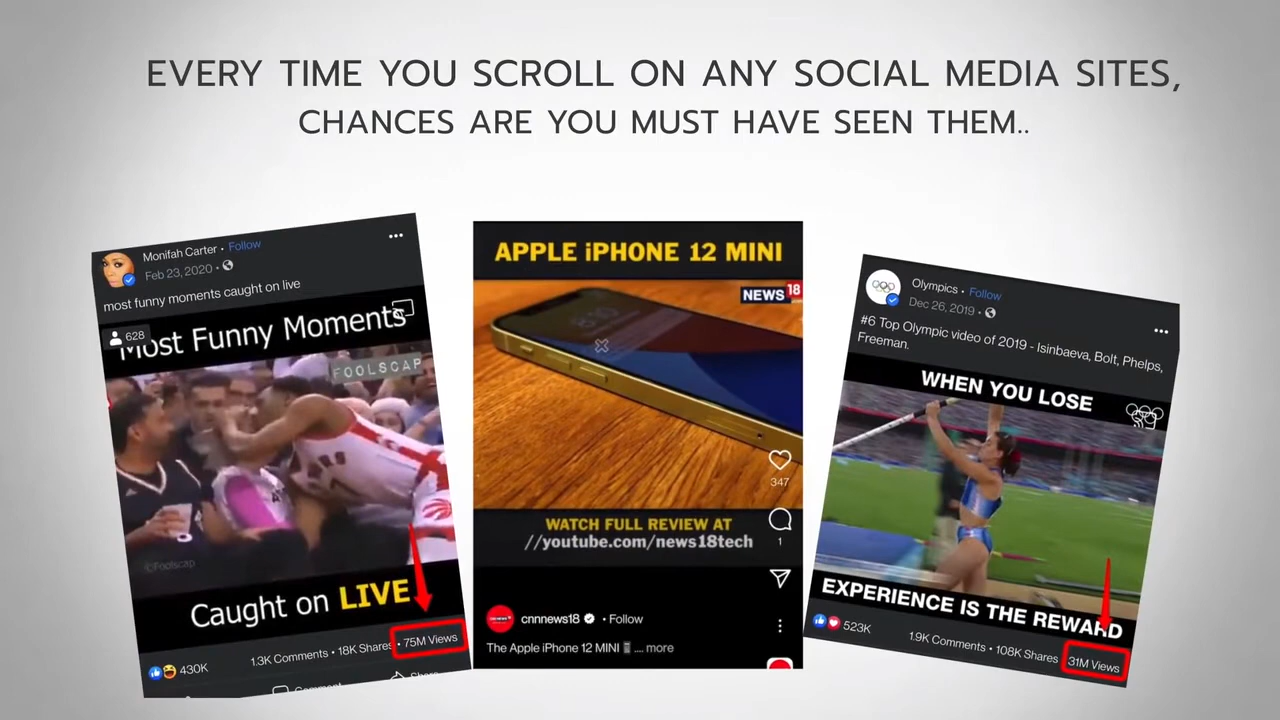 EVERY TIME YOU SCROLL ON ANY SOCIAL MEDIA SITES,
CHANCES ARE YOU MUST HAVE SEEN THEM..
Monifah Carter • Follow
Feb 23, 2020 •
most funny moments caught on live
628
Most Funny Moments
FOOLSCAP
©Foolscap
Caught on LIVE
430K
1.3K Comments • 18K Shares • 75M Views
Comment
Share
APPLE iPHONE 12 MINI
NEWS 18
8:10
347
WATCH FULL REVIEW AT
//youtube.com/news18tech
1
cnnnews18 • Follow
The Apple iPhone 12 MINI .... more
Olympics • Follow
Dec 26, 2019 •
#6 Top Olympic video of 2019 - Isinbaeva, Bolt, Phelps,
Freeman.
WHEN YOU LOSE
EXPERIENCE IS THE REWARD
523K
1.9K Comments • 108K Shares
31M Views